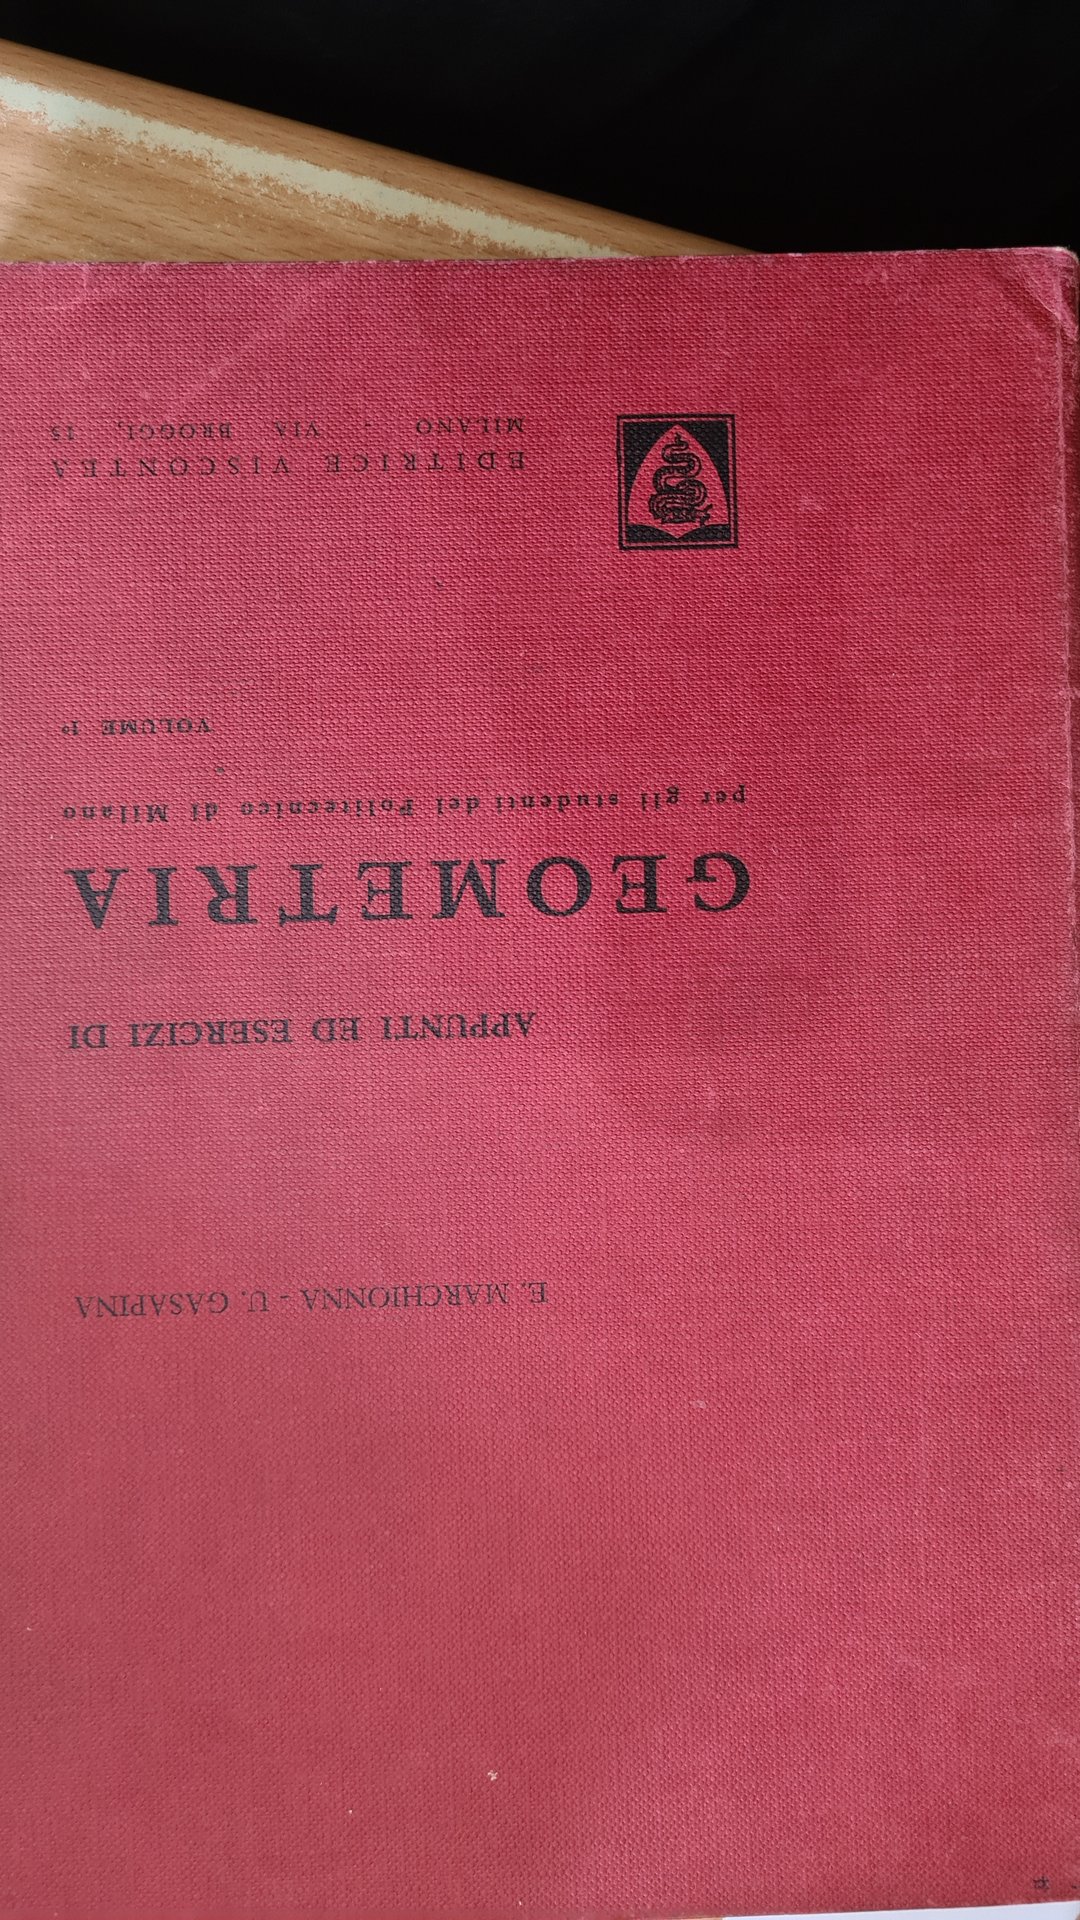 E. MARCHIONNA - U. GASAPINA
APPUNTI ED ESERCIZI DI
GEOMETRIA
per gli studenti del Politecnico di Milano
VOLUME 1°
EDITRICE VISCONTEA
MILANO - VIA BROGGI, 15